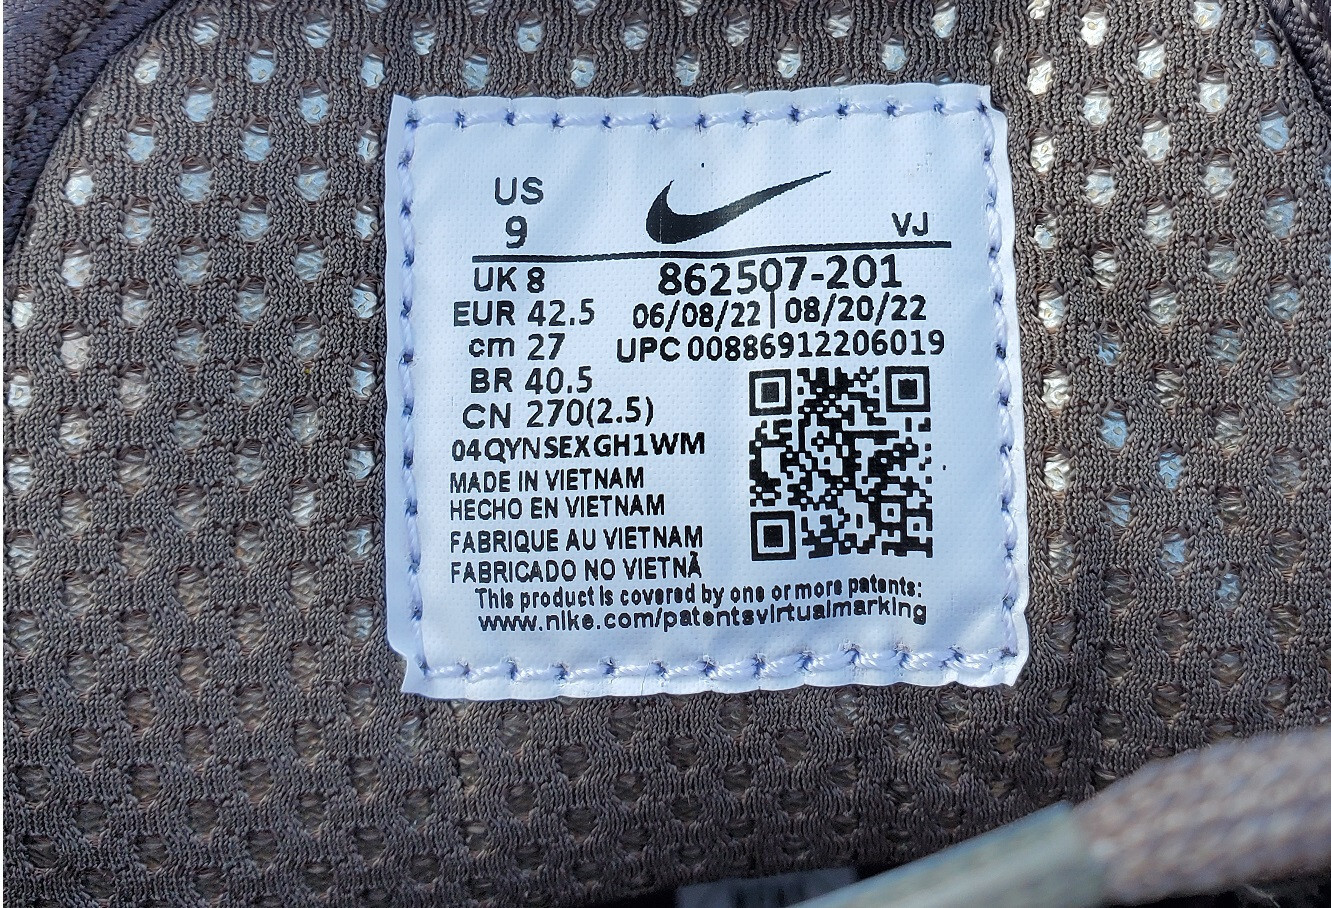 US
9
VJ
UK 8
862507-201
EUR 42.5
06/08/22 | 08/20/22
cm 27
UPC 00886912206019
BR 40.5
CN 270(2.5)
04QYNSEXGH1WM
MADE IN VIETNAM
HECHO EN VIETNAM
FABRIQUE AU VIETNAM
FABRICADO NO VIETNÃ
This product is covered by one or more patents:
www.nike.com/patentsvirtualmarking